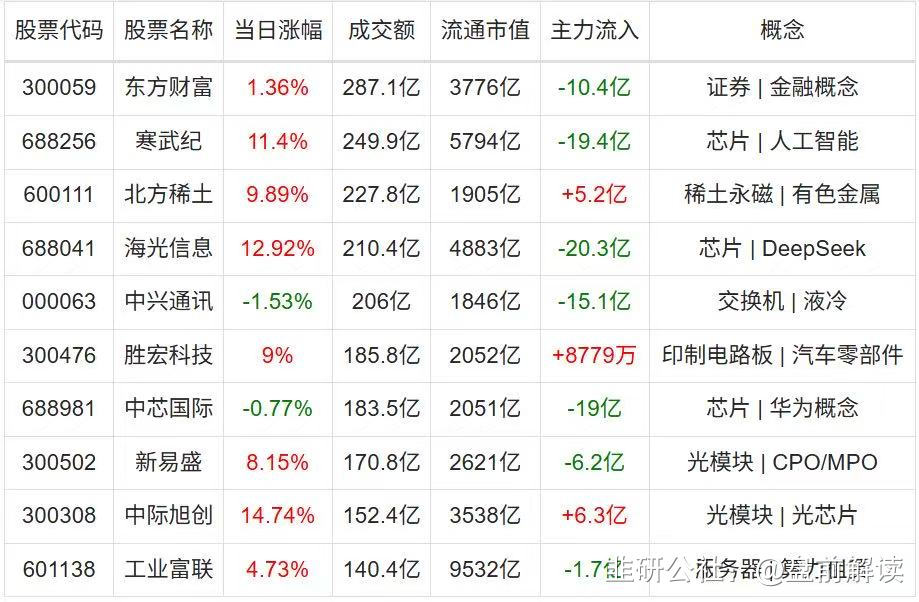 股票代码 股票名称 当日涨幅 成交额 流通市值 主力流入 概念
300059 东方财富 1.36% 287.1亿 3776亿 -10.4亿 证券 | 金融概念
688256 寒武纪 11.4% 249.9亿 5794亿 -19.4亿 芯片 | 人工智能
600111 北方稀土 9.89% 227.8亿 1905亿 +5.2亿 稀土永磁 | 有色金属
688041 海光信息 12.92% 210.4亿 4883亿 -20.3亿 芯片 | DeepSeek
000063 中兴通讯 -1.53% 206亿 1846亿 -15.1亿 交换机 | 液冷
300476 胜宏科技 9% 185.8亿 2052亿 +8779万 印制电路板 | 汽车零部件
688981 中芯国际 -0.77% 183.5亿 2051亿 -19亿 芯片 | 华为概念
300502 新易盛 8.15% 170.8亿 2621亿 -6.2亿 光模块 | CPO/MPO
300308 中际旭创 14.74% 152.4亿 3538亿 +6.3亿 光模块 | 光芯片
601138 工业富联 4.73% 140.4亿 9532亿 -1.7亿 服务器
韭研公社 @盘前解读